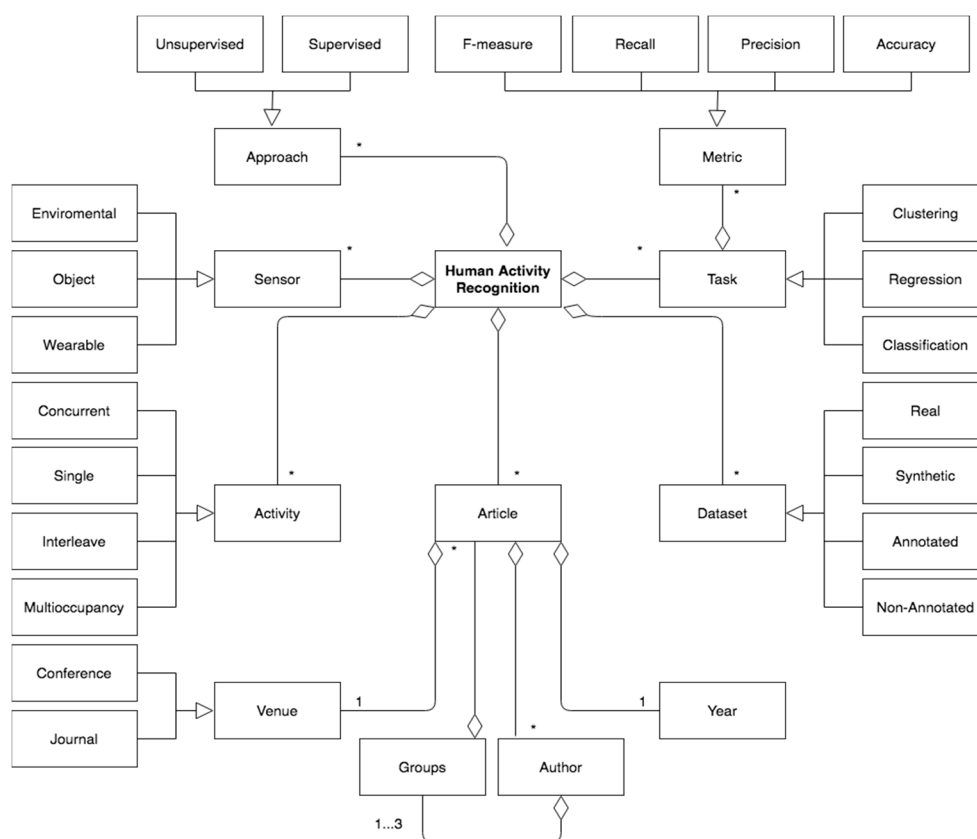 Unsupervised
Supervised
F-measure
Recall
Precision
Accuracy
Approach
*
Metric
*
Enviromental
Object
Wearable
Sensor
*
Human Activity
Recognition
*
Task
Clustering
Regression
Classification
Concurrent
Single
Interleave
Multioccupancy
*
Activity
*
Article
*
*
Dataset
Real
Synthetic
Annotated
Non-Annotated
Conference
Journal
Venue
1
1
Year
*
Groups
Author
1...3